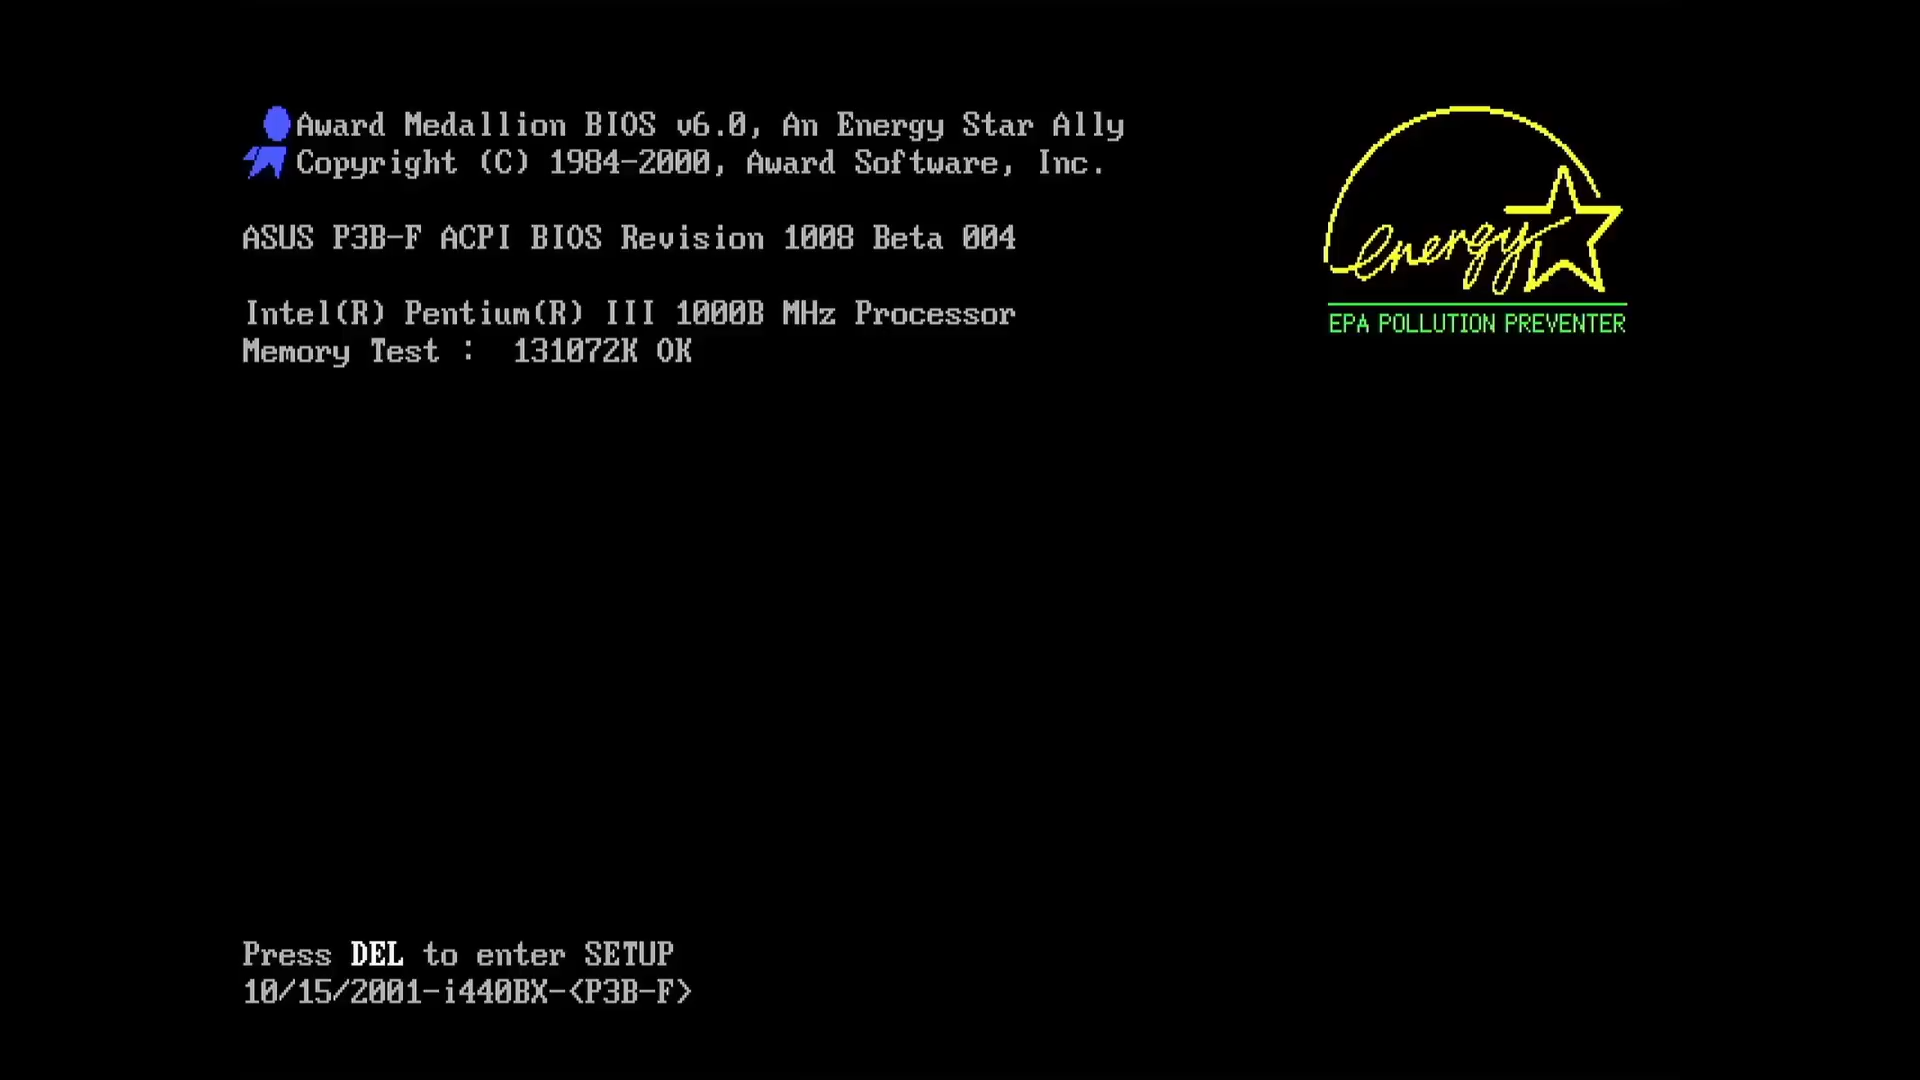 Award Medallion BIOS v6.0, An Energy Star Ally
Copyright (C) 1984-2000, Award Software, Inc.
ASUS P3B-F ACPI BIOS Revision 1008 Beta 004
Intel(R) Pentium(R) III 1000B MHz Processor
Memory Test :  131072K OK
energy
EPA POLLUTION PREVENTER
Press DEL to enter SETUP
10/15/2001-i440BX-<P3B-F>